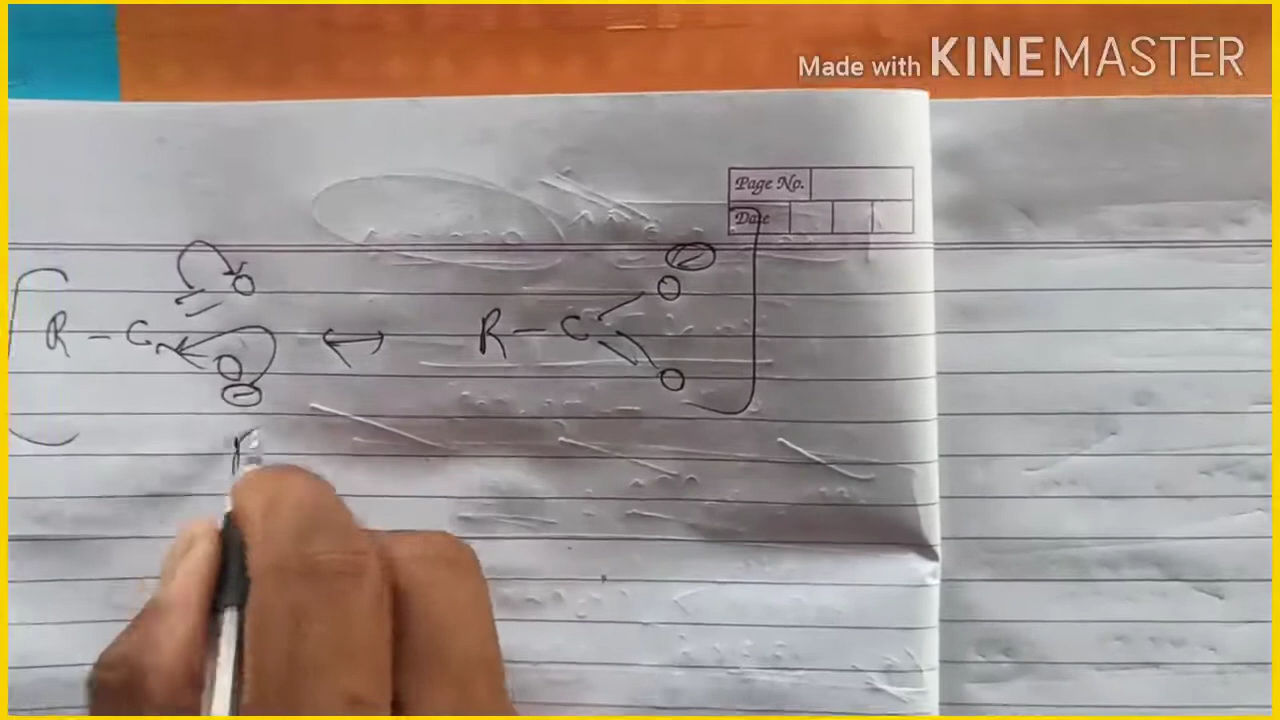 Made with KINEMASTER
Page No.
Date
O O
R - C R - C
O O